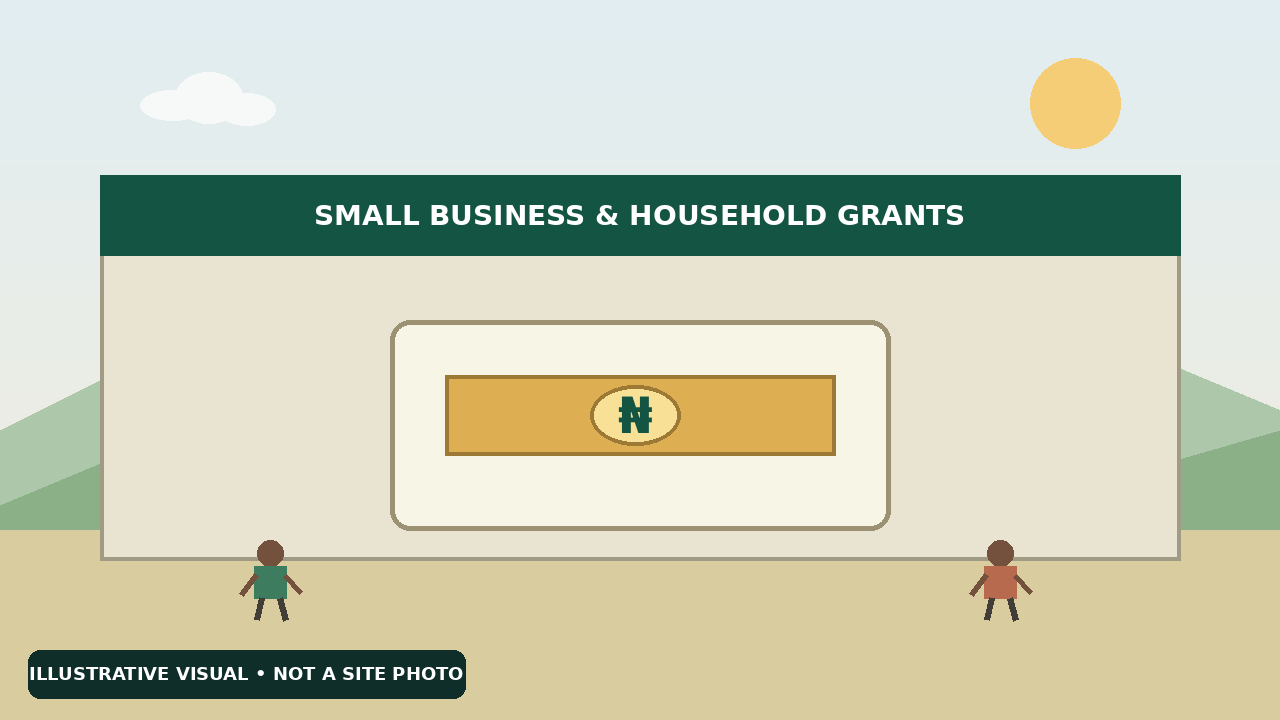 SMALL BUSINESS & HOUSEHOLD GRANTS
₦
ILLUSTRATIVE VISUAL • NOT A SITE PHOTO